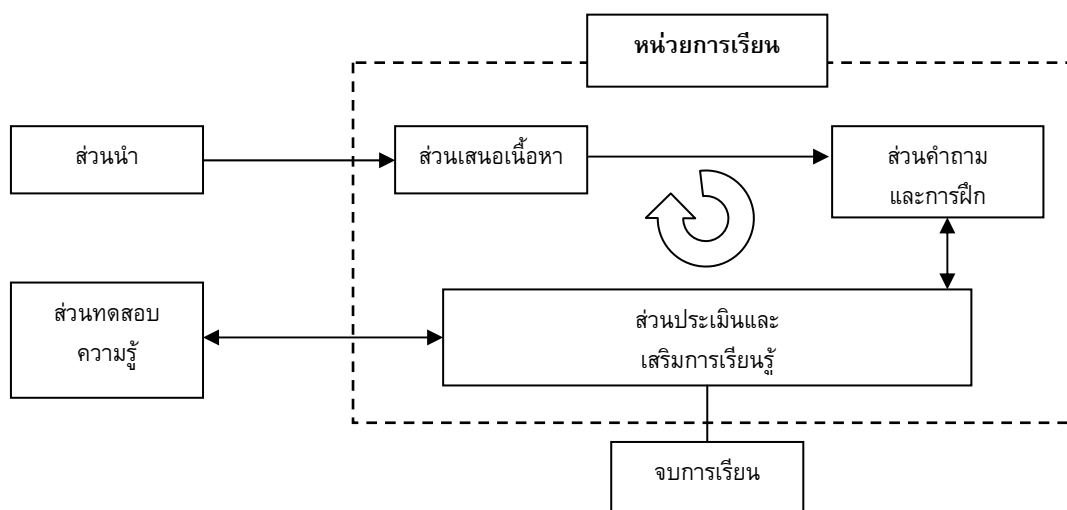 หน่วยการเรียน
ส่วนนำ
ส่วนเสนอเนื้อหา
ส่วนคำถาม
และการฝึก
ส่วนทดสอบ
ความรู้
ส่วนประเมินและ
เสริมการเรียนรู้
จบการเรียน